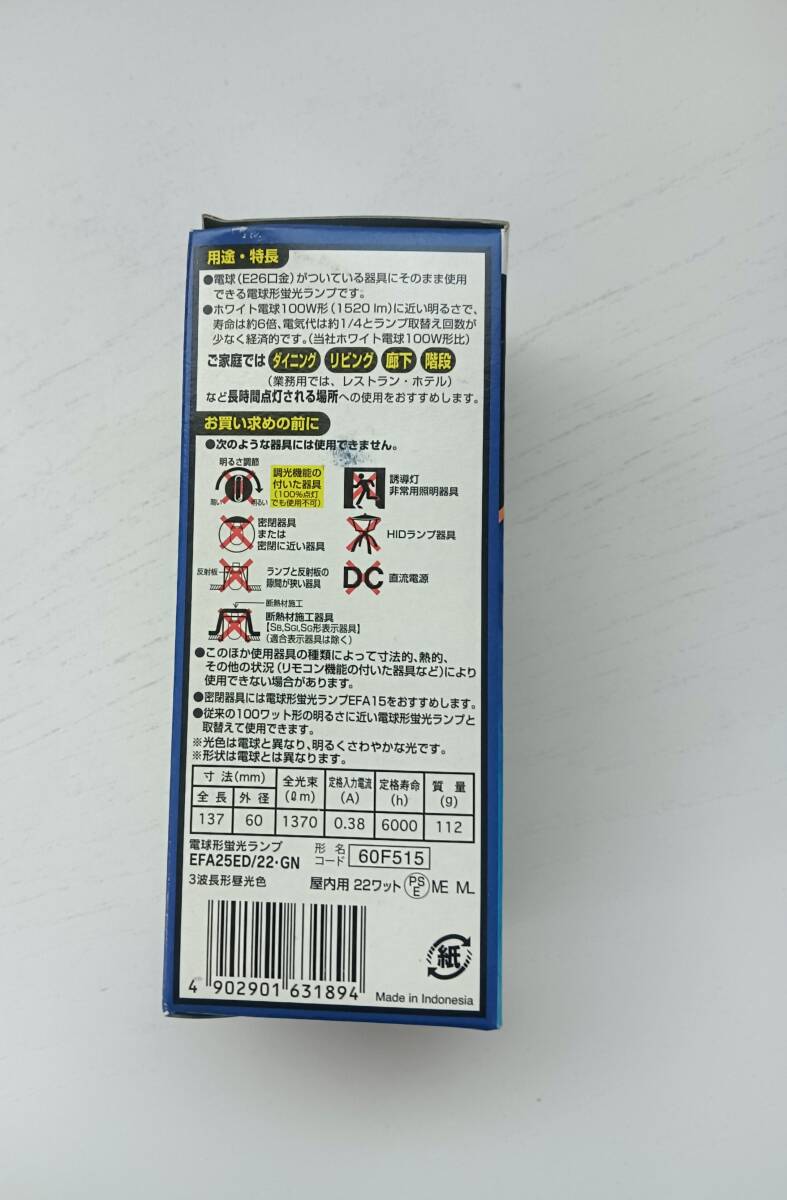 用途・特長
●電球(E26口金)がついている器具にそのまま使用
できる電球形蛍光ランプです。
●ホワイト電球100W形(1520 lm)に近い明るさで、
寿命は約6倍、電気代は約1/4とランプ取替え回数が
少なく経済的です。(当社ホワイト電球100W形比)
ご家庭では ダイニング リビング 廊下 階段
(業務用では、レストラン・ホテル)
など長時間点灯される場所への使用をおすすめします。
お買い求めの前に
●次のような器具には使用できません。
明るさ調節
暗い 明るい
調光機能の
付いた器具
(100%点灯
でも使用不可)
誘導灯
非常用照明器具
密閉器具
または
密閉に近い器具
HIDランプ器具
反射板
ランプと反射板の
隙間が狭い器具
DC
直流電源
断熱材施工
断熱材施工器具
【SB,SGI,SG形表示器具】
(適合表示器具は除く)
●このほか使用器具の種類によって寸法的、熱的、
その他の状況(リモコン機能の付いた器具など)により
使用できない場合があります。
●密閉器具には電球形蛍光ランプEFA15をおすすめします。
●従来の100ワット形の明るさに近い電球形蛍光ランプと
取替えて使用できます。
※光色は電球と異なり、明るくさわやかな光です。
※形状は電球とは異なります。
寸法(mm) 全光束 定格入力電流 定格寿命 質量
全長 外径 (ℓm) (A) (h) (g)
137 60 1370 0.38 6000 112
電球形蛍光ランプ
EFA25ED/22・GN
形名
コード
60F515
3波長形昼光色
屋内用 22ワット PS E
紙
4 902901 631894
Made in Indonesia